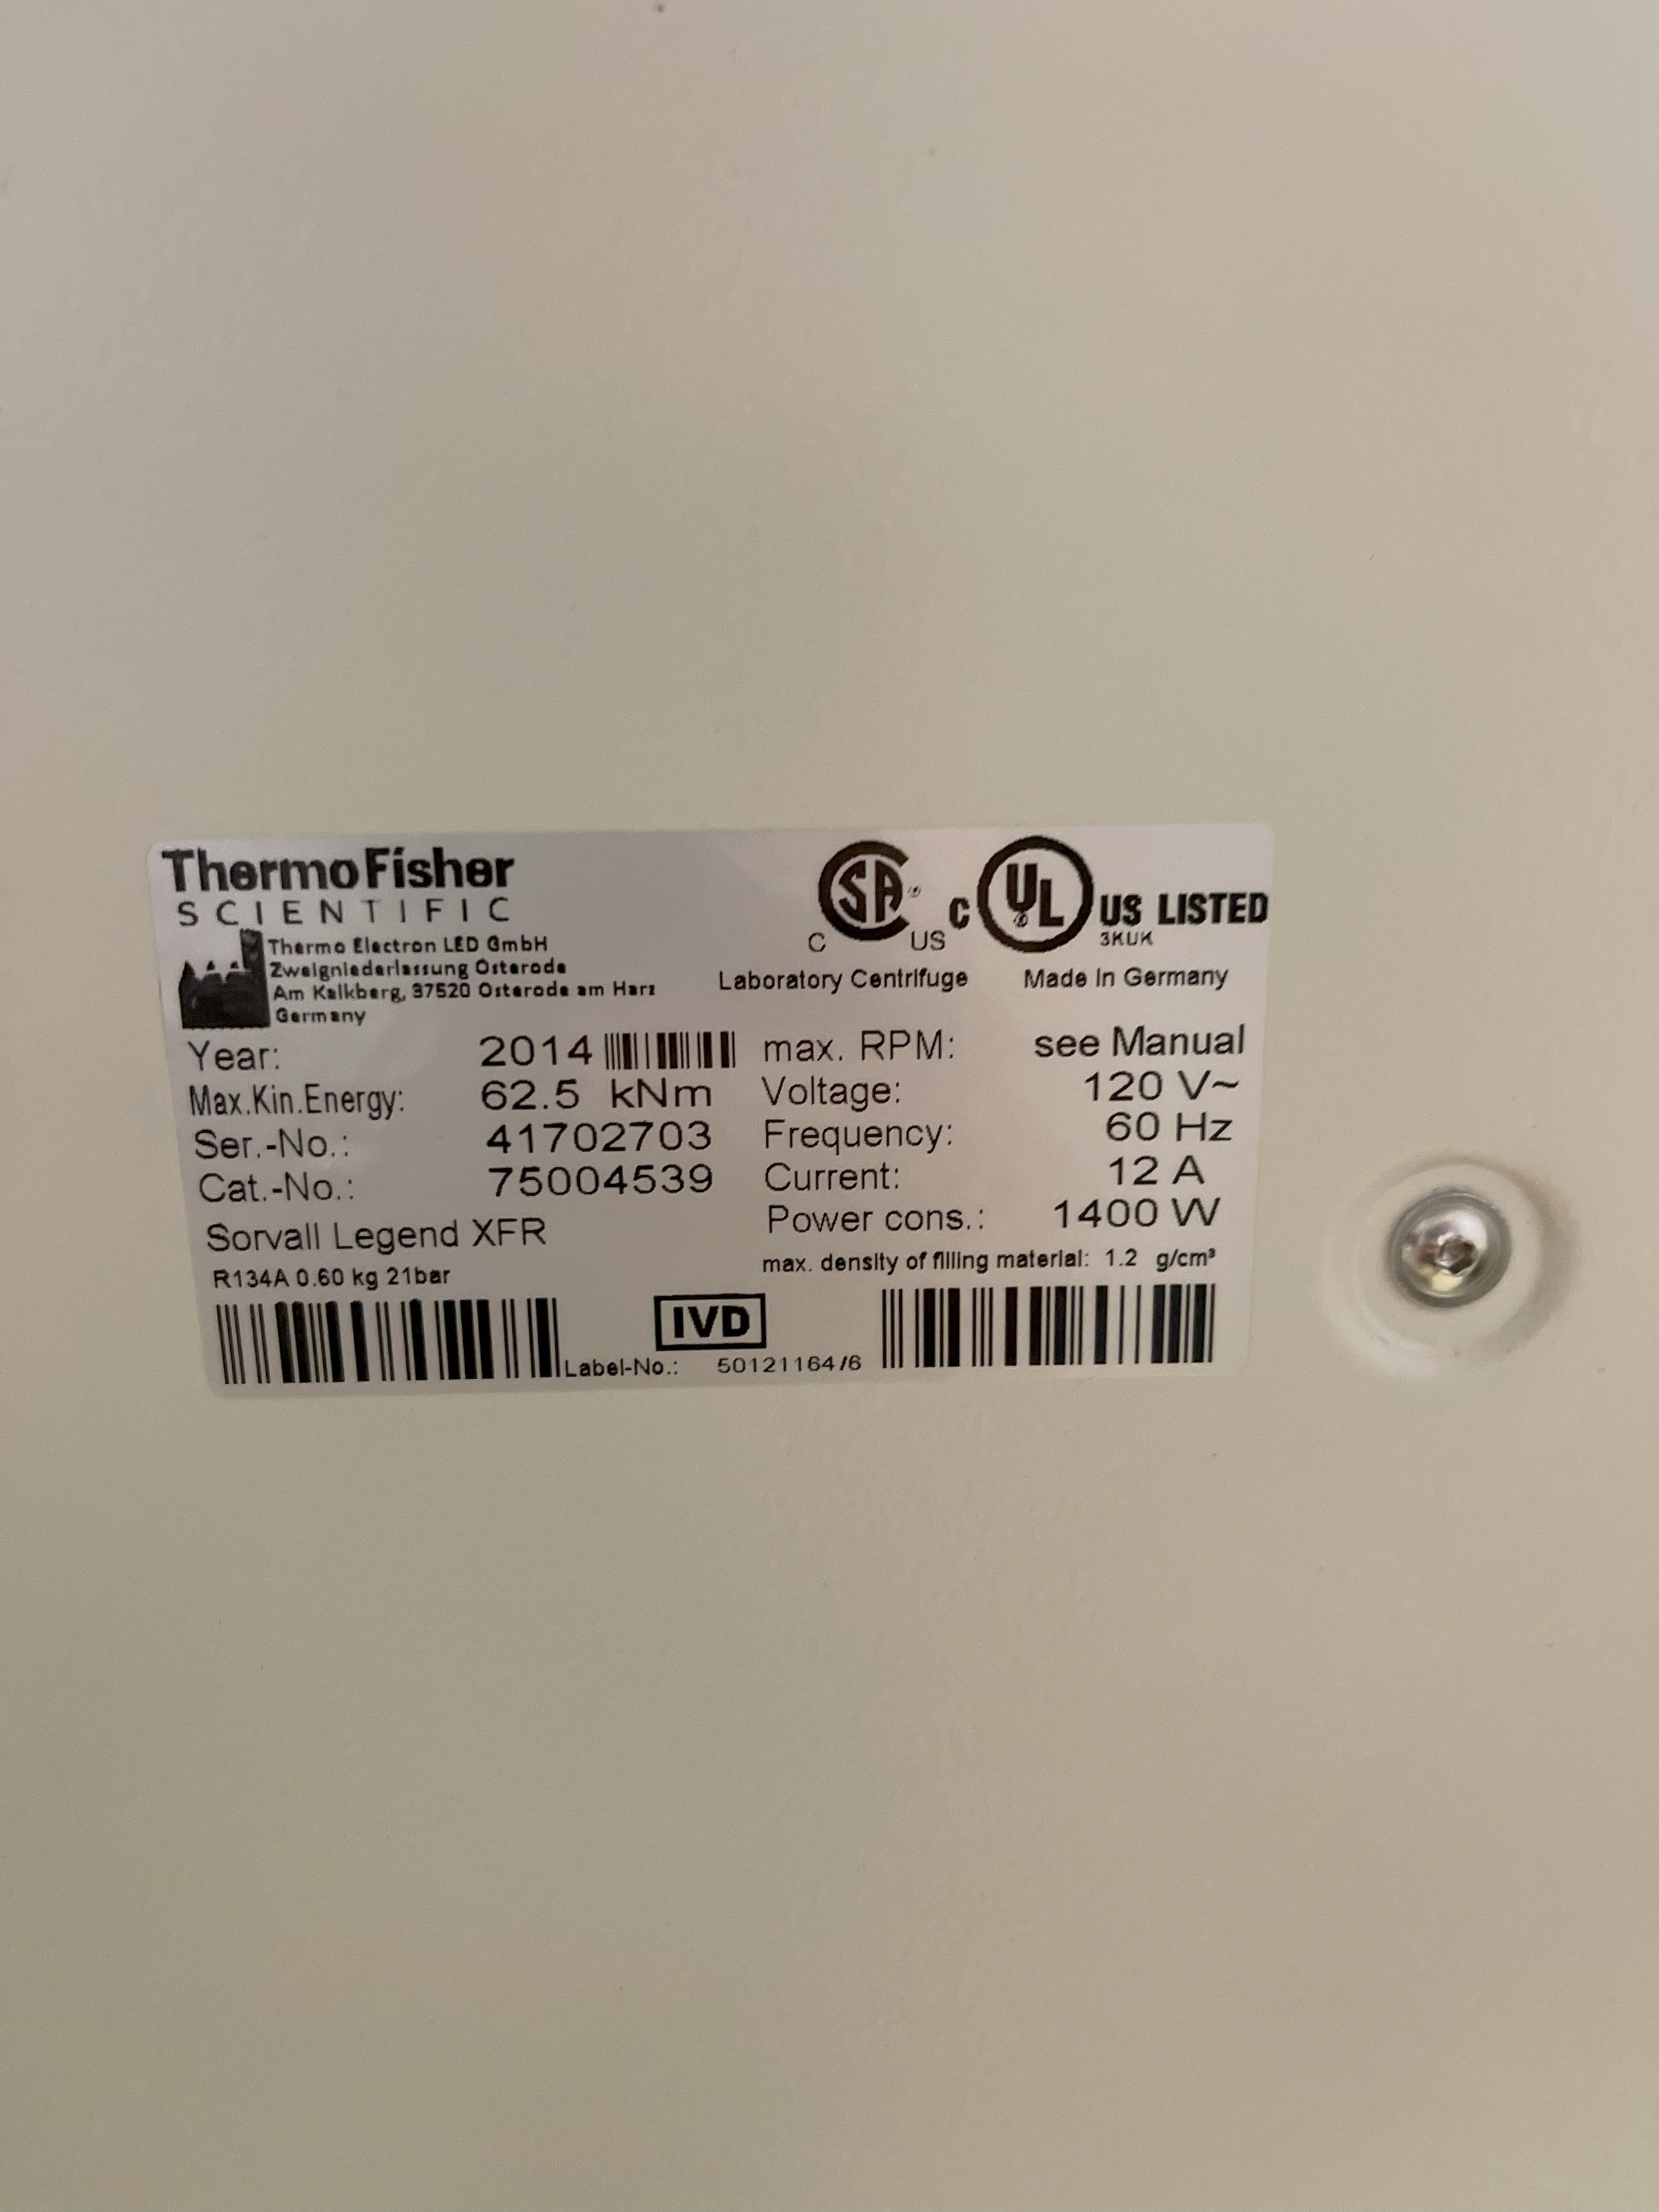 ThermoFisher
SCIENTIFIC
Thermo Electron LED GmbH
Zweigniederlassung Osterode
Am Kalkberg, 37520 Osterode am Harz
Germany
SA
C US
C UL US LISTED
3KUK
Laboratory Centrifuge Made in Germany
Year: 2014
Max.Kin.Energy: 62.5 kNm
Ser.-No.: 41702703
Cat.-No.: 75004539
Sorvall Legend XFR
R134A 0.60 kg 21bar
max. RPM: see Manual
Voltage: 120 V~
Frequency: 60 Hz
Current: 12 A
Power cons.: 1400 W
max. density of filling material: 1.2 g/cm³
IVD
Label-No.: 50121164/6